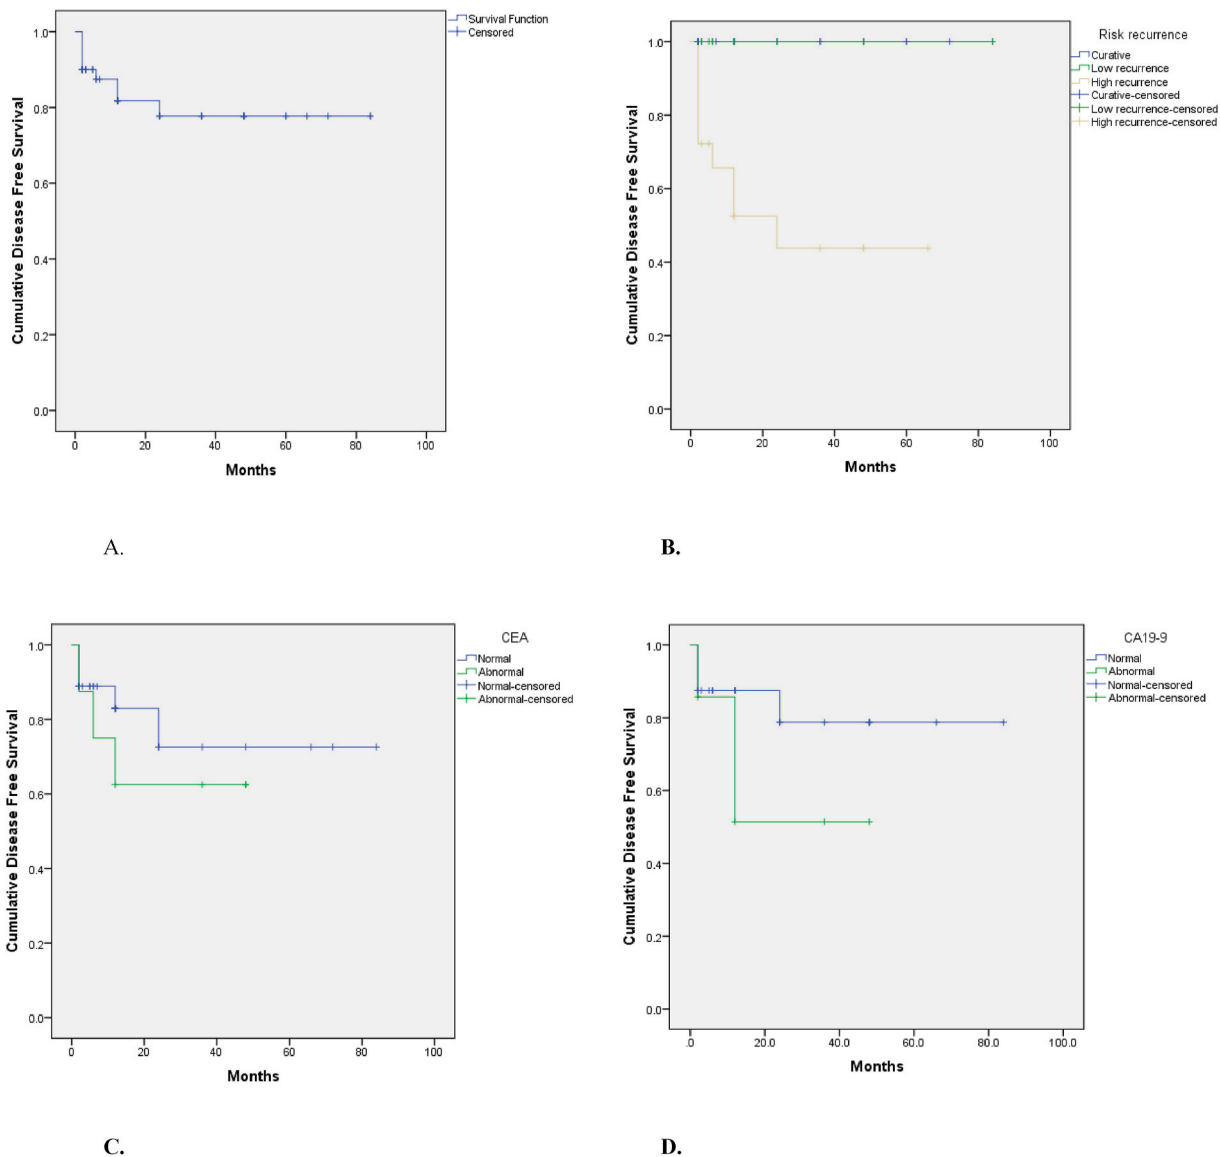 Survival Function
Censored
1.0
0.8
0.6
0.4
0.2
0.0
Cumulative Disease Free Survival
0 20 40 60 80 100
Months
A.
Risk recurrence
Curative
Low recurrence
High recurrence
Curative-censored
Low recurrence-censored
High recurrence-censored
1.0
0.8
0.6
0.4
0.2
0.0
Cumulative Disease Free Survival
0 20 40 60 80 100
Months
B.
CEA
Normal
Abnormal
Normal-censored
Abnormal-censored
1.0
0.8
0.6
0.4
0.2
0.0
Cumulative Disease Free Survival
0 20 40 60 80 100
Months
C.
CA19-9
Normal
Abnormal
Normal-censored
Abnormal-censored
1.0
0.8
0.6
0.4
0.2
0.0
Cumulative Disease Free Survival
.0 20.0 40.0 60.0 80.0 100.0
Months
D.